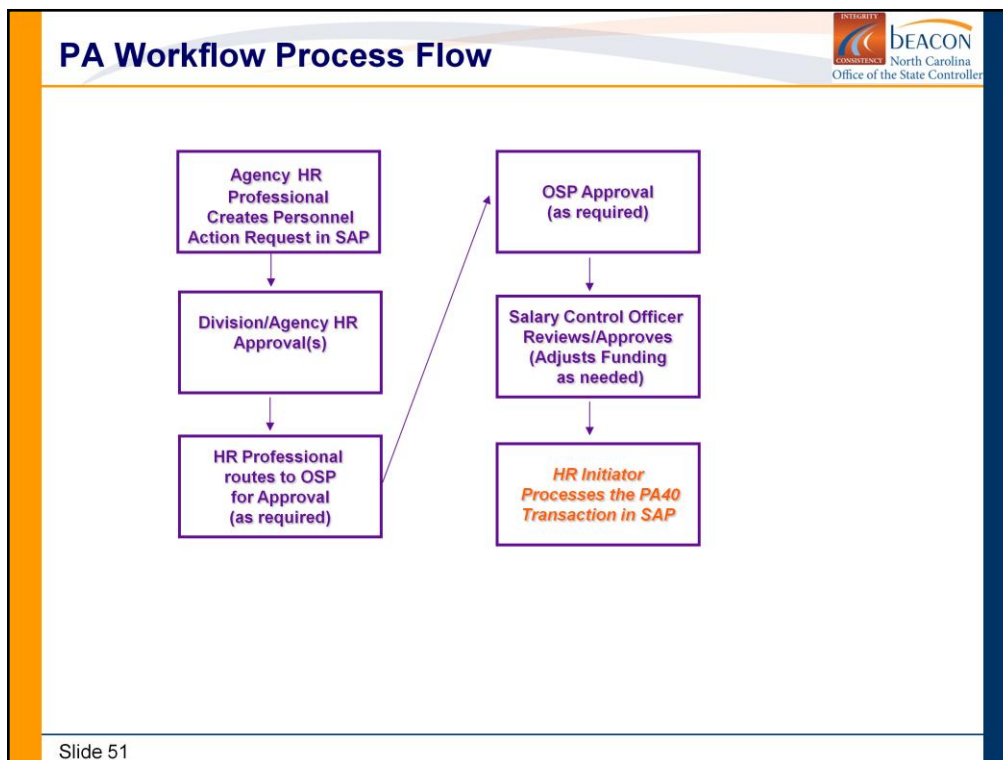 PA Workflow Process Flow
INTEGRITY
CONSISTENCY
bEACON
North Carolina
Office of the State Controller
Agency HR
Professional
Creates Personnel
Action Request in SAP
Division/Agency HR
Approval(s)
HR Professional
routes to OSP
for Approval
(as required)
OSP Approval
(as required)
Salary Control Officer
Reviews/Approves
(Adjusts Funding
as needed)
HR Initiator
Processes the PA40
Transaction in SAP
Slide 51